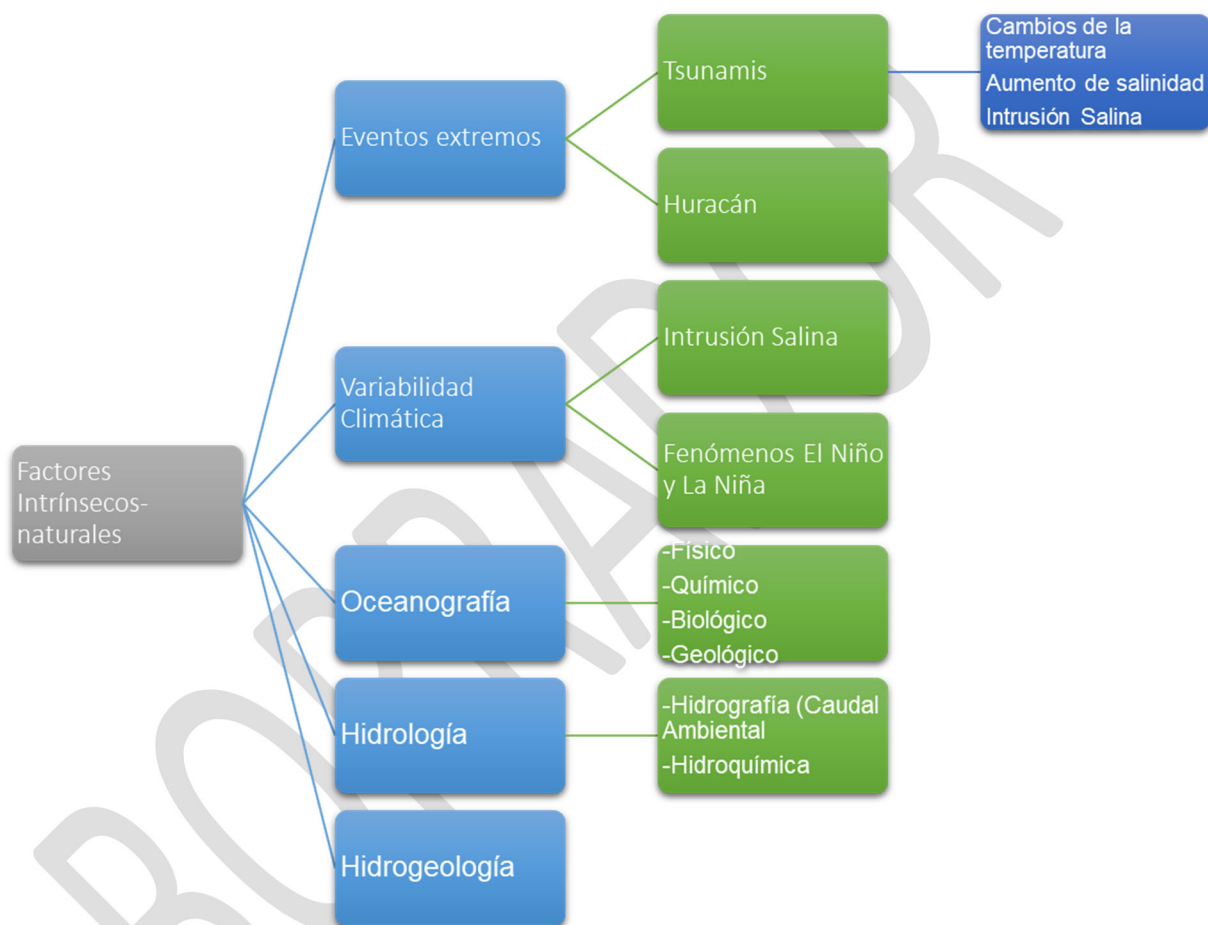 Factores
Intrínsecos-
naturales
Eventos extremos
Tsunamis
Cambios de la
temperatura
Aumento de salinidad
Intrusión Salina
Huracán
Variabilidad
Climática
Intrusión Salina
Fenómenos El Niño
y La Niña
Oceanografía
-Físico
-Químico
-Biológico
-Geológico
Hidrología
-Hidrografía (Caudal
Ambiental
-Hidroquímica
Hidrogeología
BORRADOR